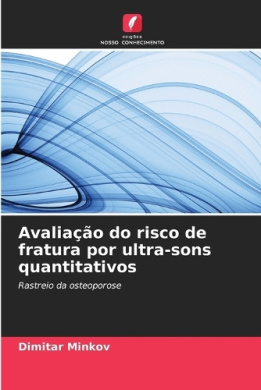 edições
NOSSO CONHECIMENTO
Avaliação do risco de
fratura por ultra-sons
quantitativos
Rastreio da osteoporose
Dimitar Minkov